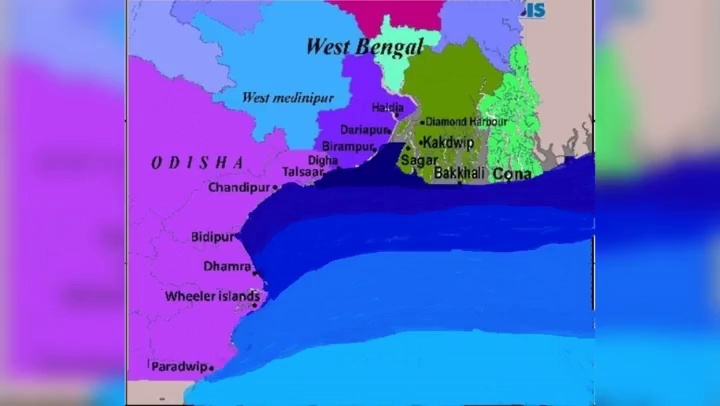 IIS
West Bengal
West medinipur
Haldia
Diamond Harbour
Dariapur
Kakdwip
Birampur
ODISHA
Digha
Sagar
Talsaar
Bakkhali
Cona
Chandipur
Bidipur
Dhamra
Wheeler islands
Paradwip